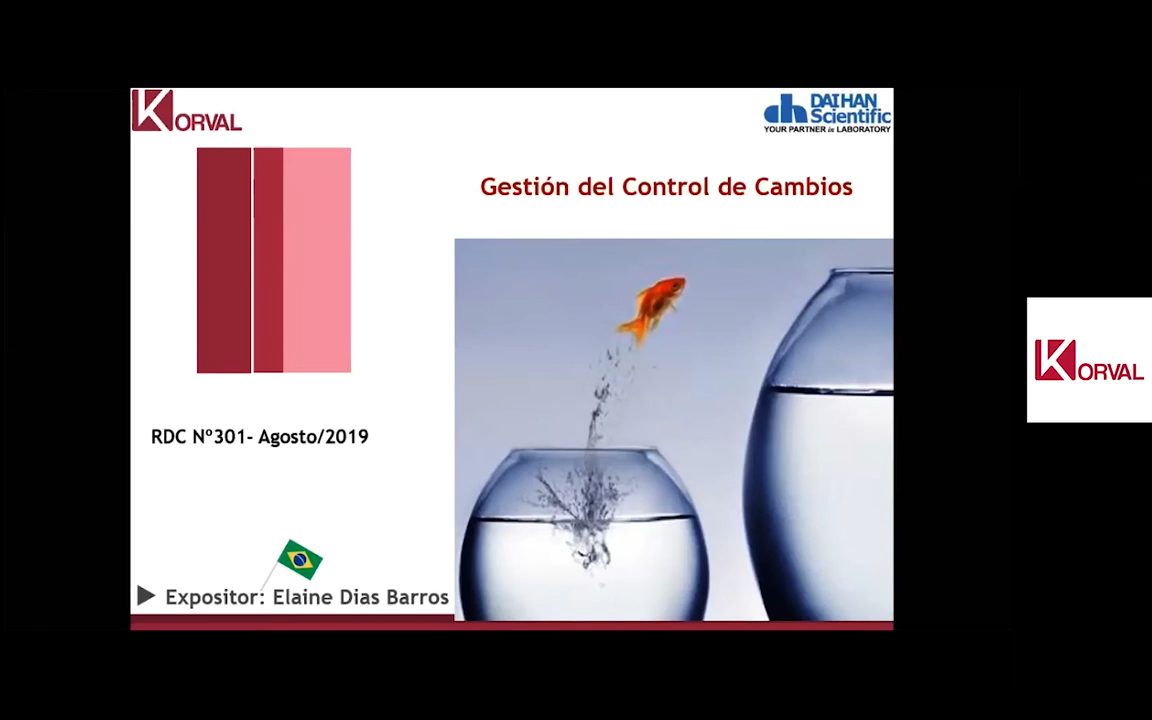 KORVAL
DAIHAN
Scientific
YOUR PARTNER in LABORATORY
Gestión del Control de Cambios
RDC Nº301- Agosto/2019
Expositor: Elaine Dias Barros
KORVAL